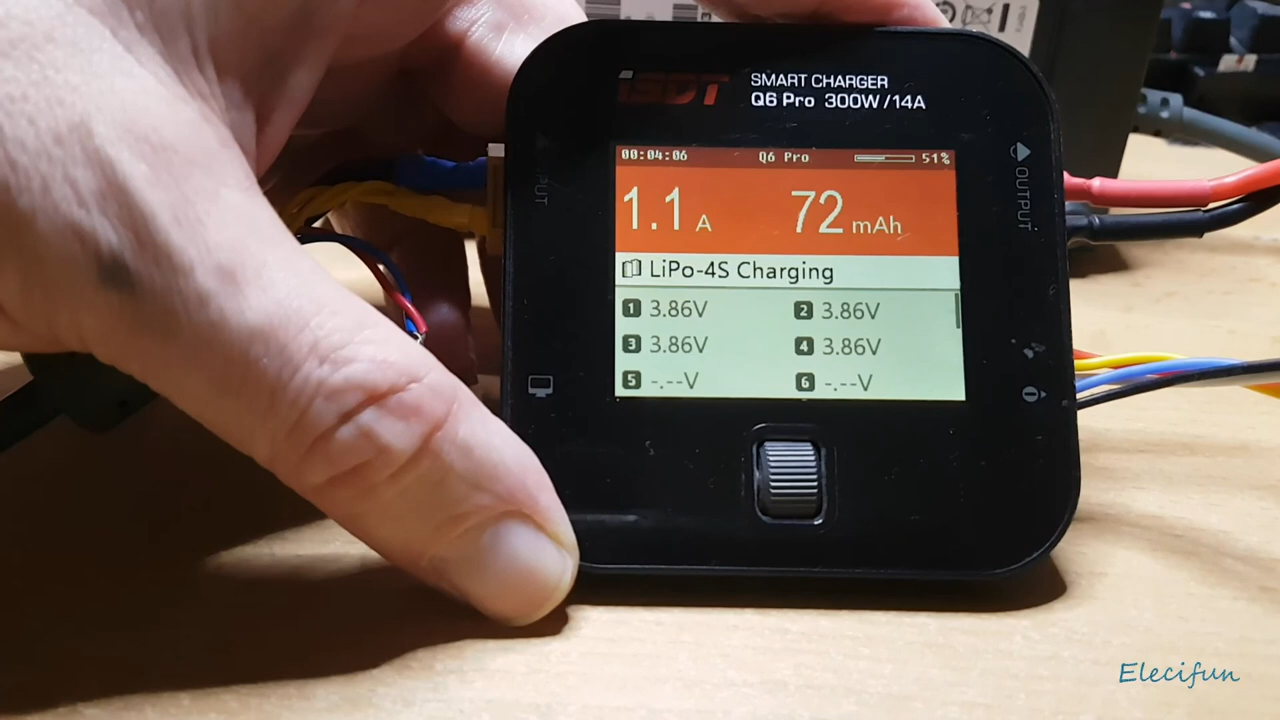 iSDT
SMART CHARGER
Q6 Pro 300W/14A
00:04:06 Q6 Pro 51%
1.1 A 72 mAh
LiPo-4S Charging
1 3.86V 2 3.86V
3 3.86V 4 3.86V
5 -.--V 6 -.--V
OUTPUT
Elecifun